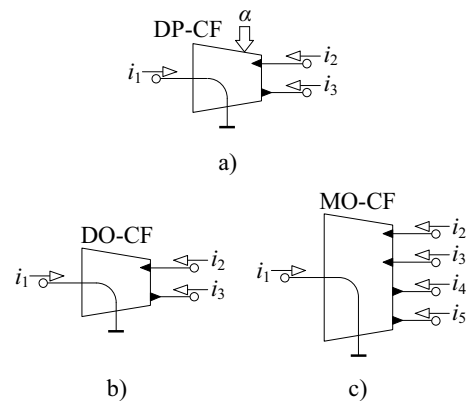 α
DP-CF
i₁ i₂
i₃
a)
DO-CF MO-CF
i₁ i₂
i₃
i₁ i₂
i₃
i₄
i₅
b) c)